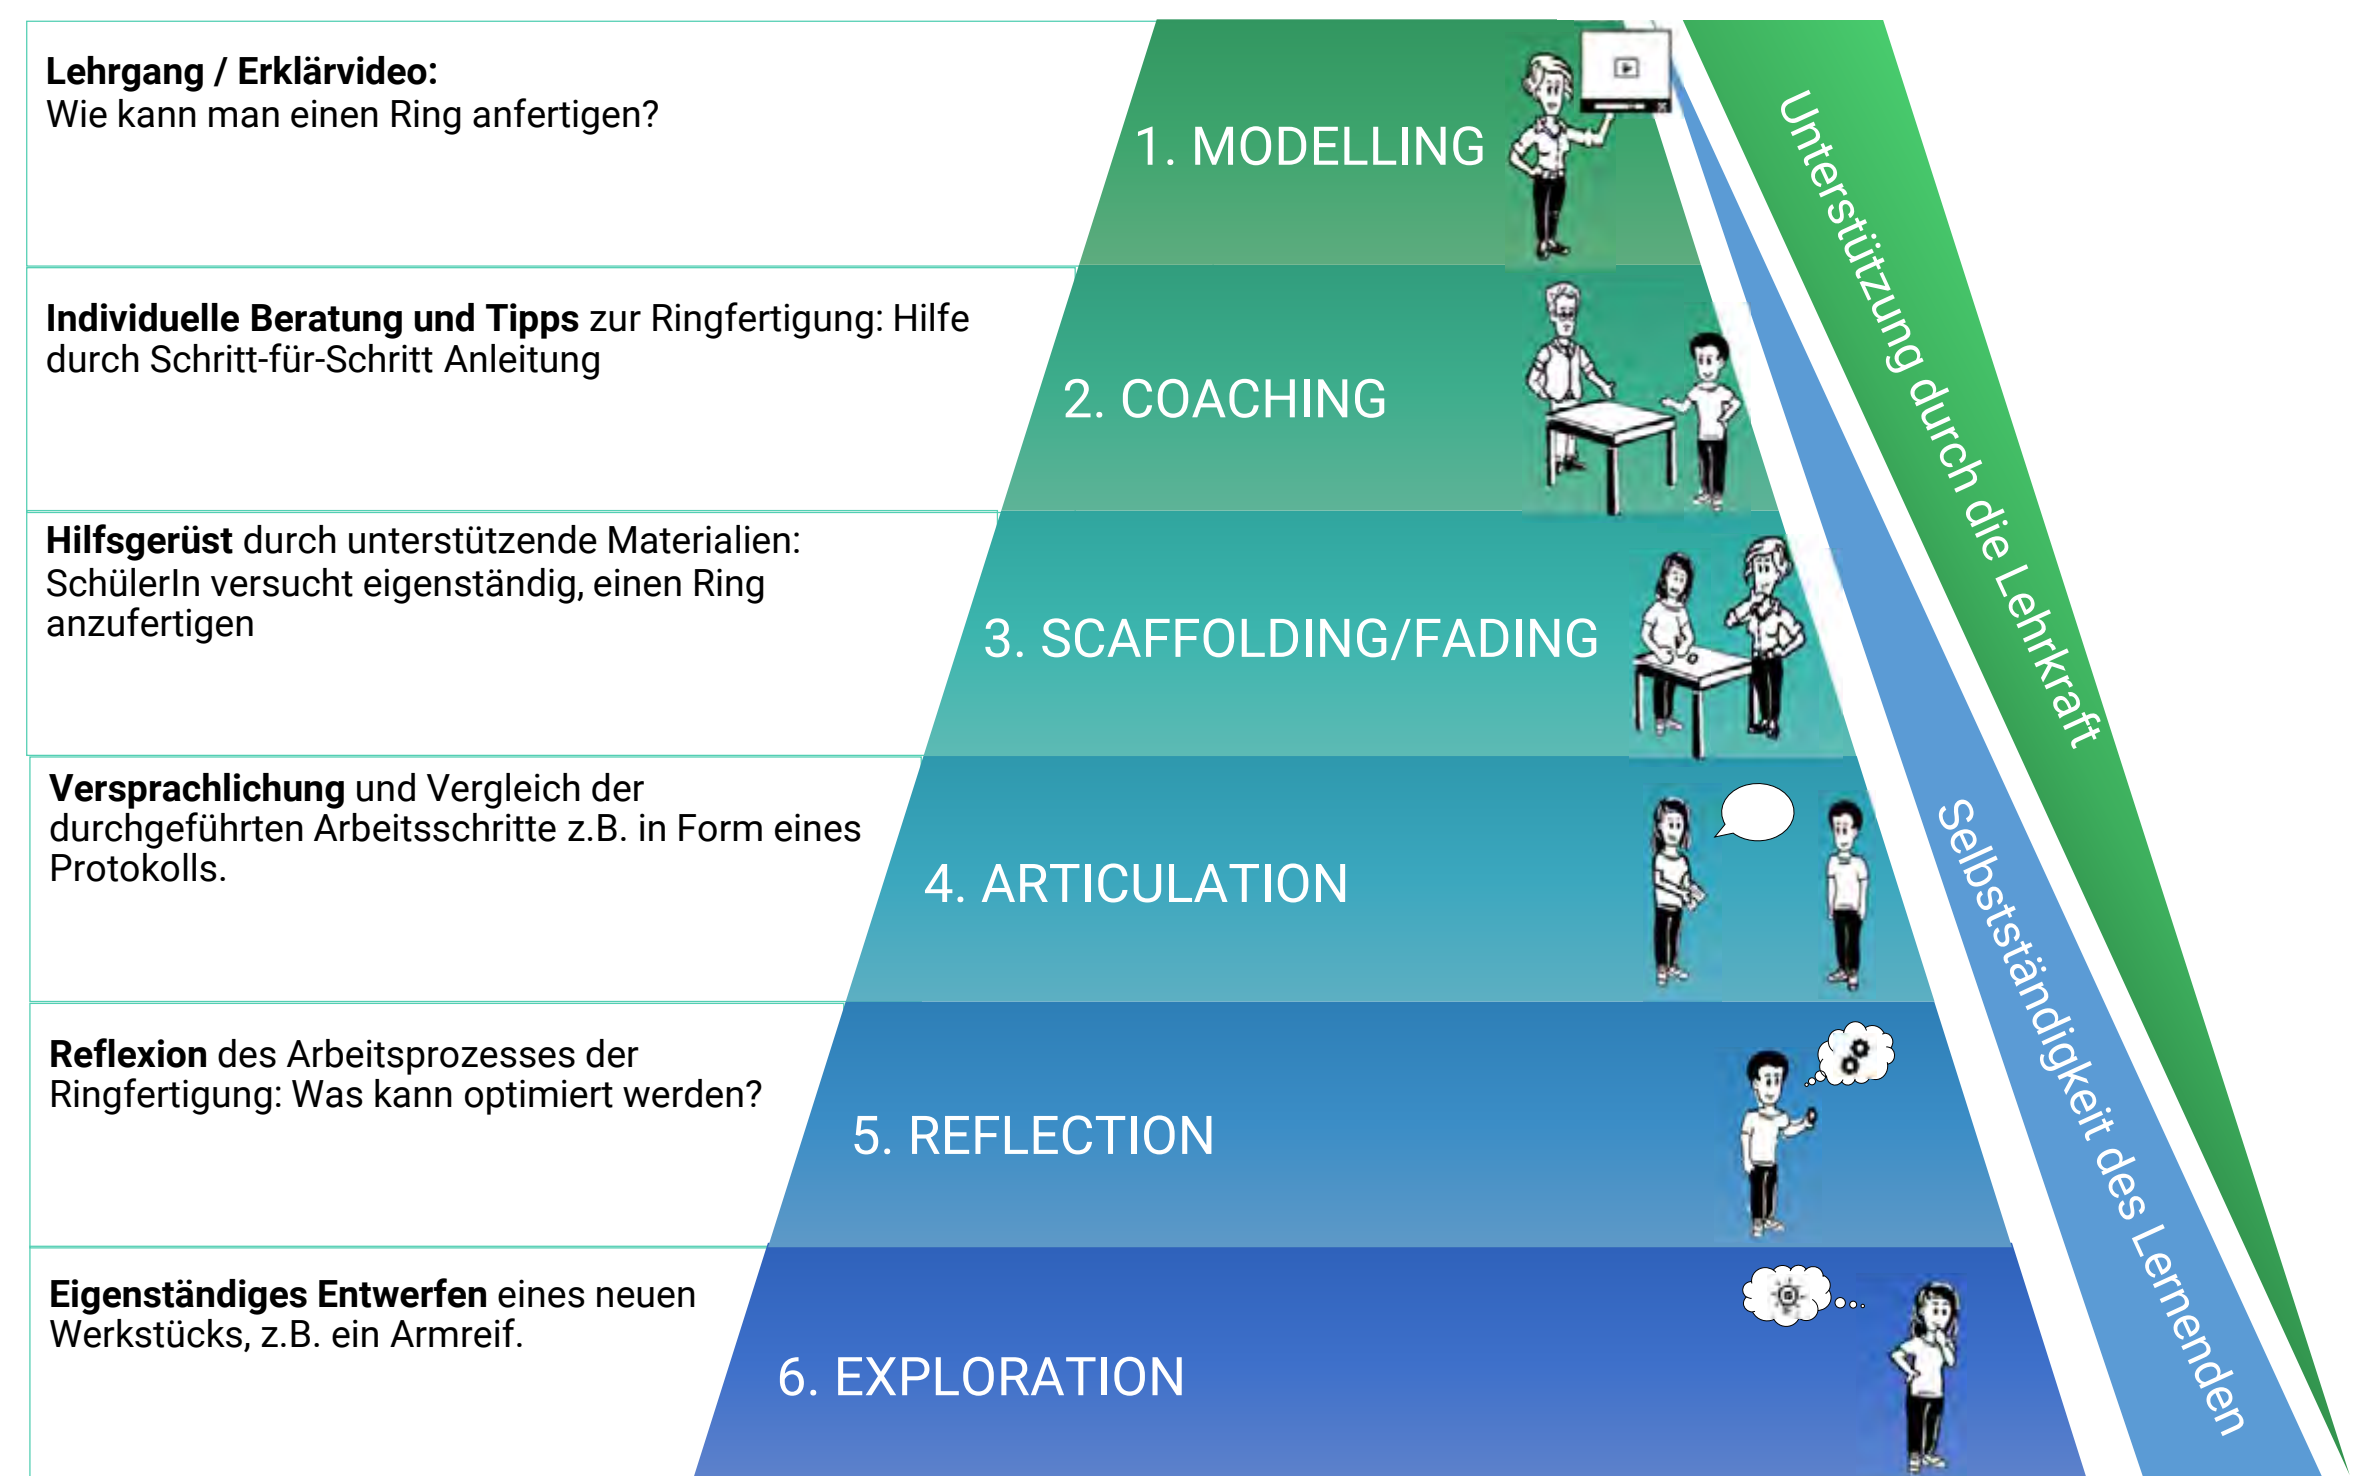 Lehrgang / Erklärvideo:
Wie kann man einen Ring anfertigen?
1. MODELLING
Individuelle Beratung und Tipps zur Ringfertigung: Hilfe
durch Schritt-für-Schritt Anleitung
2. COACHING
Hilfsgerüst durch unterstützende Materialien:
SchülerIn versucht eigenständig, einen Ring
anzufertigen
3. SCAFFOLDING/FADING
Versprachlichung und Vergleich der
durchgeführten Arbeitsschritte z.B. in Form eines
Protokolls.
4. ARTICULATION
Reflexion des Arbeitsprozesses der
Ringfertigung: Was kann optimiert werden?
5. REFLECTION
Eigenständiges Entwerfen eines neuen
Werkstücks, z.B. ein Armreif.
6. EXPLORATION
Unterstützung durch die Lehrkraft
Selbstständigkeit des Lernenden